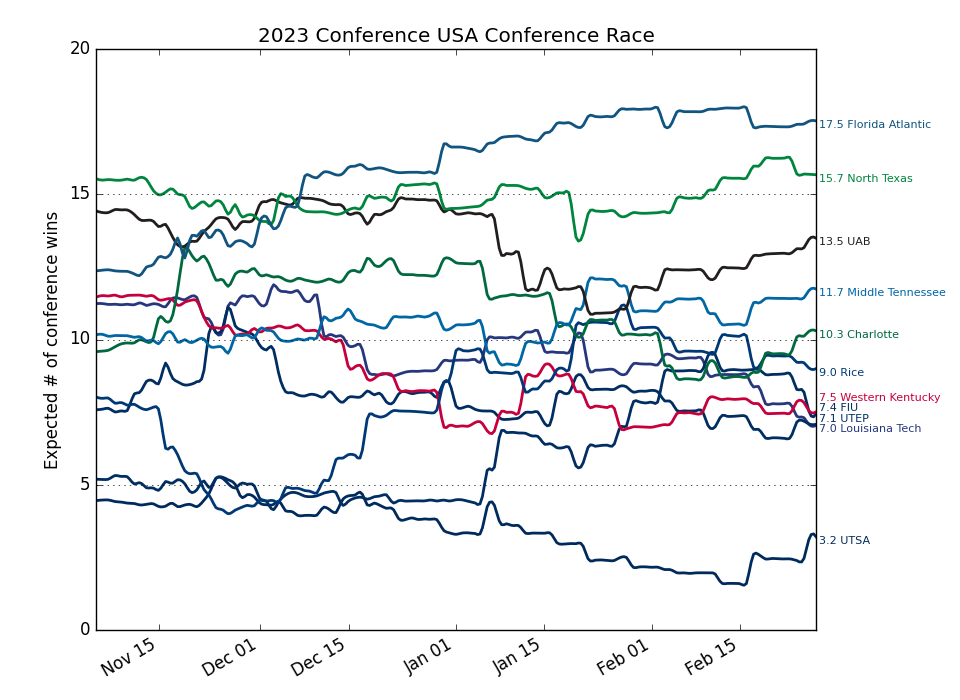 2023 Conference USA Conference Race
Expected # of conference wins
20
15
10
5
0
17.5 Florida Atlantic
15.7 North Texas
13.5 UAB
11.7 Middle Tennessee
10.3 Charlotte
9.0 Rice
7.5 Western Kentucky
7.4 FIU
7.1 UTEP
7.0 Louisiana Tech
3.2 UTSA
Nov 15
Dec 01
Dec 15
Jan 01
Jan 15
Feb 01
Feb 15